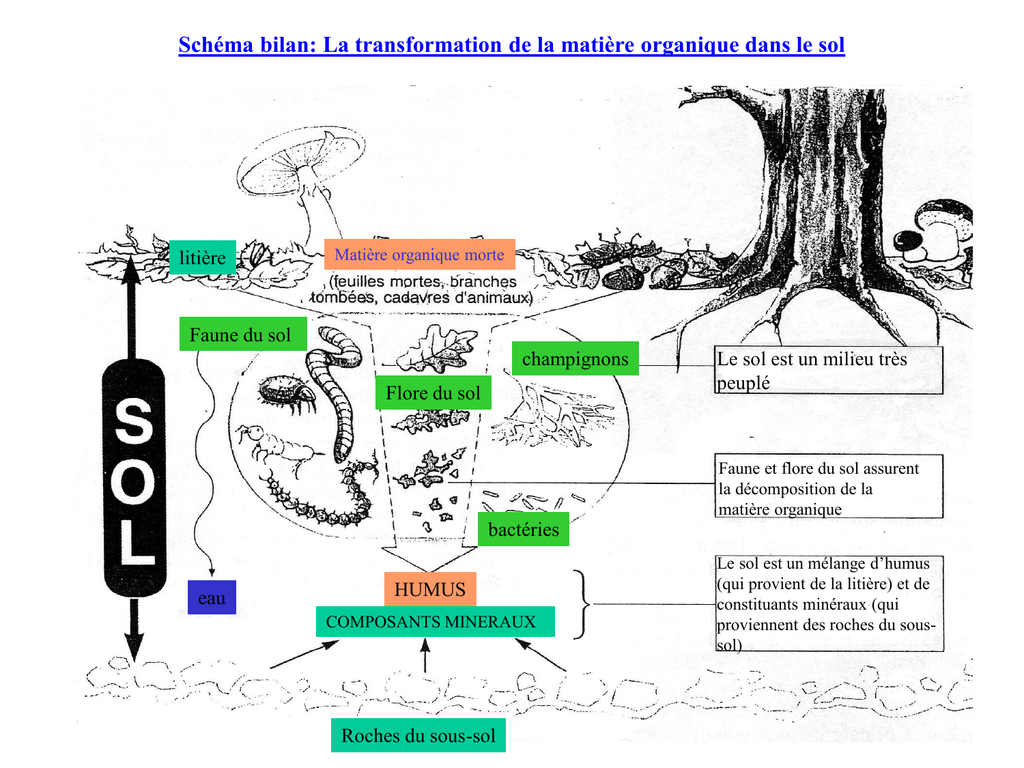 Schéma bilan: La transformation de la matière organique dans le sol
litière
Matière organique morte
(feuilles mortes, branches
tombées, cadavres d'animaux)
Faune du sol
champignons
Le sol est un milieu très
peuplé
Flore du sol
SOL
Faune et flore du sol assurent
la décomposition de la
matière organique
bactéries
Le sol est un mélange d’humus
(qui provient de la litière) et de
constituants minéraux (qui
proviennent des roches du sous-
sol)
HUMUS
eau
COMPOSANTS MINERAUX
Roches du sous-sol